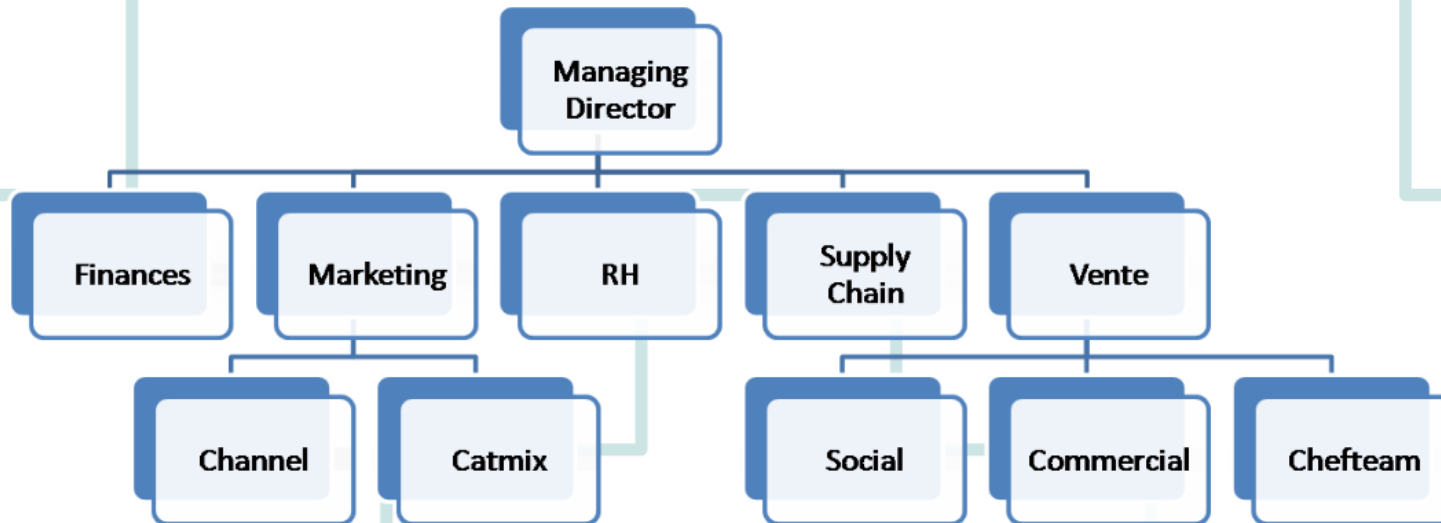 Managing
Director
Finances
Marketing
RH
Supply
Chain
Vente
Channel
Catmix
Social
Commercial
Chefteam